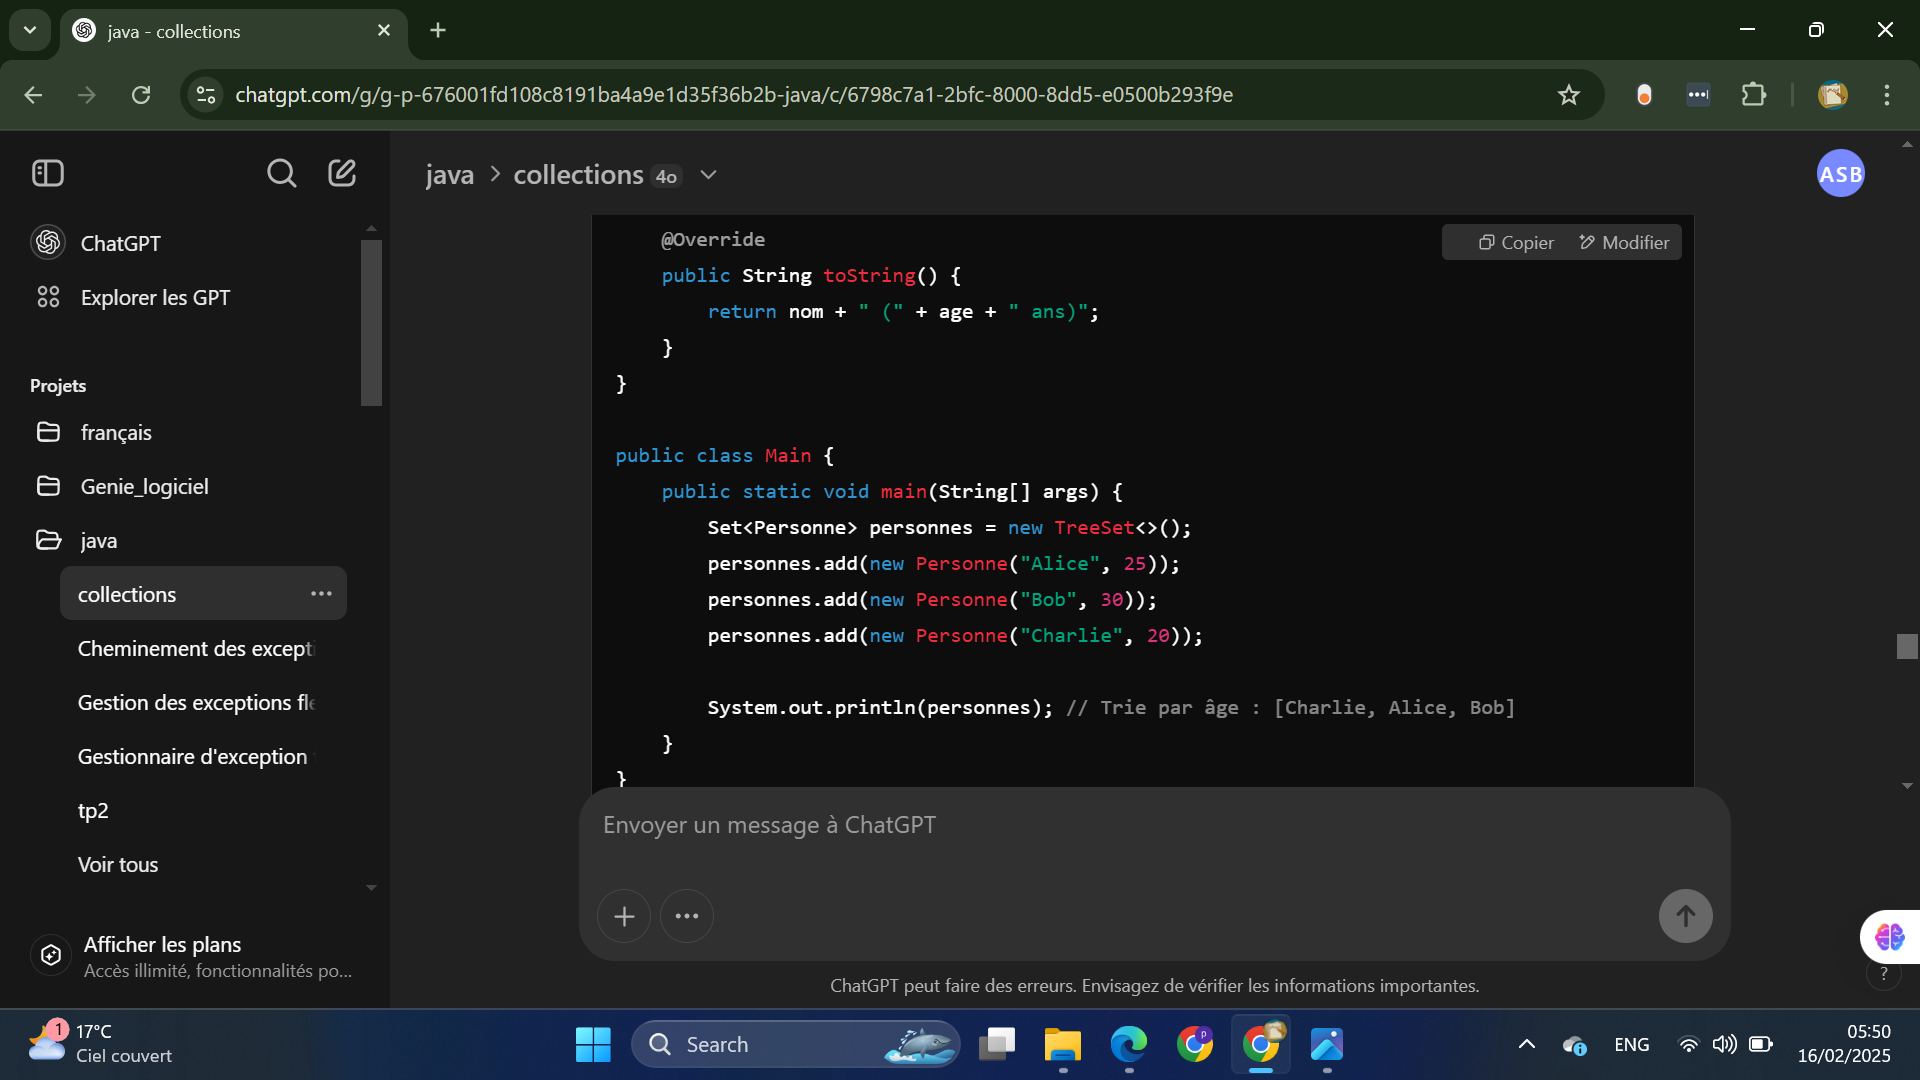 java - collections
chatgpt.com/g/g-p-676001fd108c8191ba4a9e1d35f36b2b-java/c/6798c7a1-2bfc-8000-8dd5-e0500b293f9e
java > collections 4o
ASB
ChatGPT
Explorer les GPT
Projets
français
Genie_logiciel
java
collections
Cheminement des excepti
Gestion des exceptions fle
Gestionnaire d'exception
tp2
Voir tous
Afficher les plans
Accès illimité, fonctionnalités po...
Copier Modifier
@Override
public String toString() {
return nom + " (" + age + " ans)";
}
}
public class Main {
public static void main(String[] args) {
Set<Personne> personnes = new TreeSet<>();
personnes.add(new Personne("Alice", 25));
personnes.add(new Personne("Bob", 30));
personnes.add(new Personne("Charlie", 20));
System.out.println(personnes); // Trie par âge : [Charlie, Alice, Bob]
}
}
Envoyer un message à ChatGPT
ChatGPT peut faire des erreurs. Envisagez de vérifier les informations importantes.
?
1
17°C
Ciel couvert
Search
P
ENG
05:50
16/02/2025